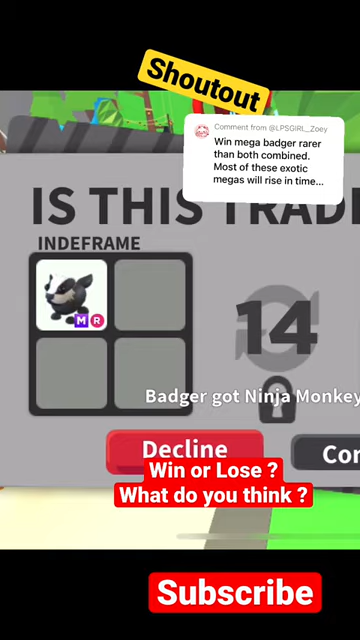 Shoutout
Comment from @LPSGIRL_Zoey
Win mega badger rarer
than both combined.
Most of these exotic
megas will rise in time...
IS THIS TRADE
INDEFRAME
M R
14
Badger got Ninja Monkey
Decline
Con
Win or Lose ?
What do you think ?
Subscribe